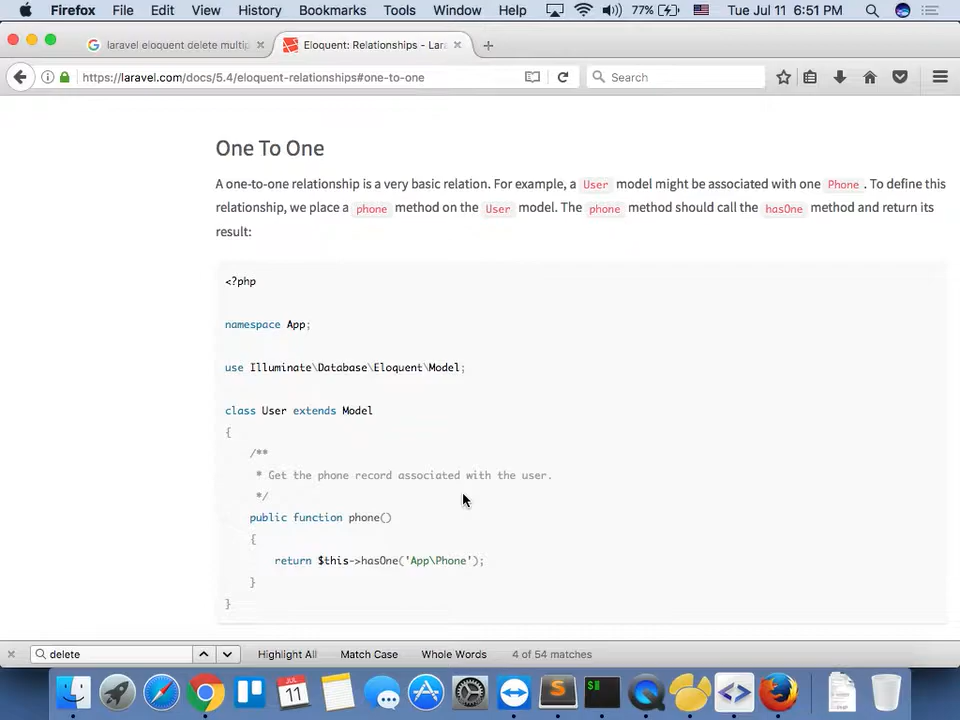 Firefox File Edit View History Bookmarks Tools Window Help 77% Tue Jul 11 6:51 PM
laravel eloquent delete multip
Eloquent: Relationships - Lar
https://laravel.com/docs/5.4/eloquent-relationships#one-to-one
Search
One To One
A one-to-one relationship is a very basic relation. For example, a User model might be associated with one Phone . To define this
relationship, we place a phone method on the User model. The phone method should call the hasOne method and return its
result:
<?php
namespace App;
use Illuminate\Database\Eloquent\Model;
class User extends Model
{
/**
* Get the phone record associated with the user.
*/
public function phone()
{
return $this->hasOne('App\Phone');
}
}
delete
Highlight All Match Case Whole Words 4 of 54 matches
JUL
11
S
$